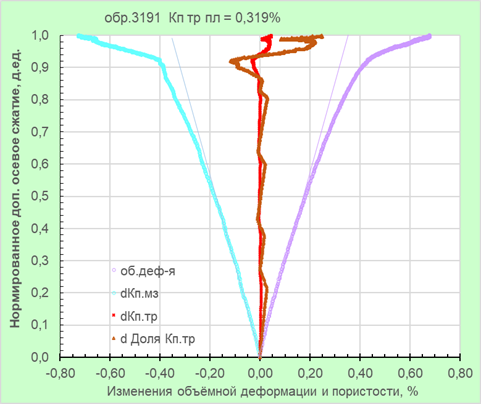 обр.3191 Кп тр пл = 0,319%
Нормированное доп. осевое сжатие, д.ед.
1,0
0,9
0,8
0,7
0,6
0,5
0,4
0,3
0,2
0,1
0,0
об.деф-я
dКп.мз
dКп.тр
d Доля Кп.тр
-0,80 -0,60 -0,40 -0,20 0,00 0,20 0,40 0,60 0,80
Изменения объёмной деформации и пористости, %